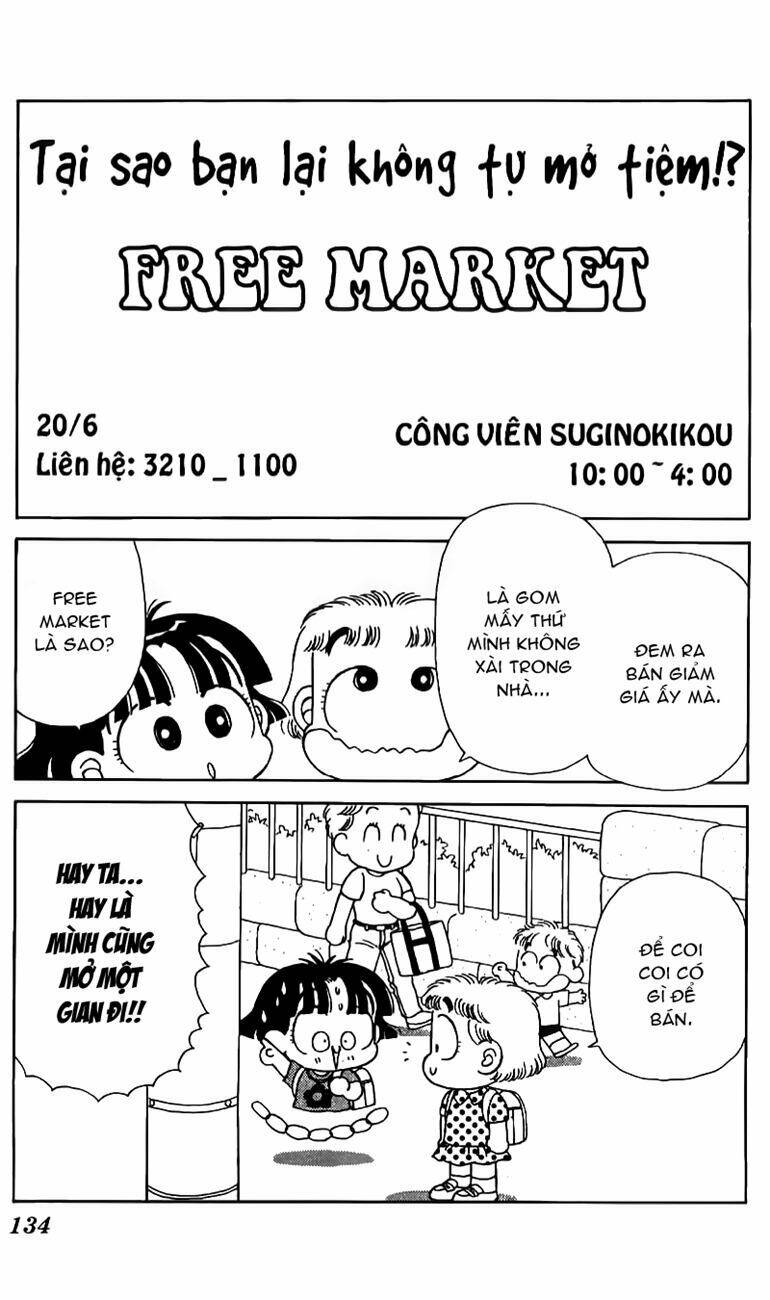 Tại sao bạn lại không tự mở tiệm!?
FREE MARKET
20/6
Liên hệ: 3210 _ 1100
CÔNG VIÊN SUGINOKIKOU
10: 00 ~ 4: 00
FREE
MARKET
LÀ SAO?
LÀ GOM
MẤY THỨ
MÌNH KHÔNG
XÀI TRONG
NHÀ...
ĐEM RA
BÁN GIẢM
GIÁ ẤY MÀ.
HAY TA...
HAY LÀ
MÌNH CŨNG
MỞ MỘT
GIAN ĐI!!
ĐỂ COI
COI CÓ
GÌ ĐỂ
BÁN.
134